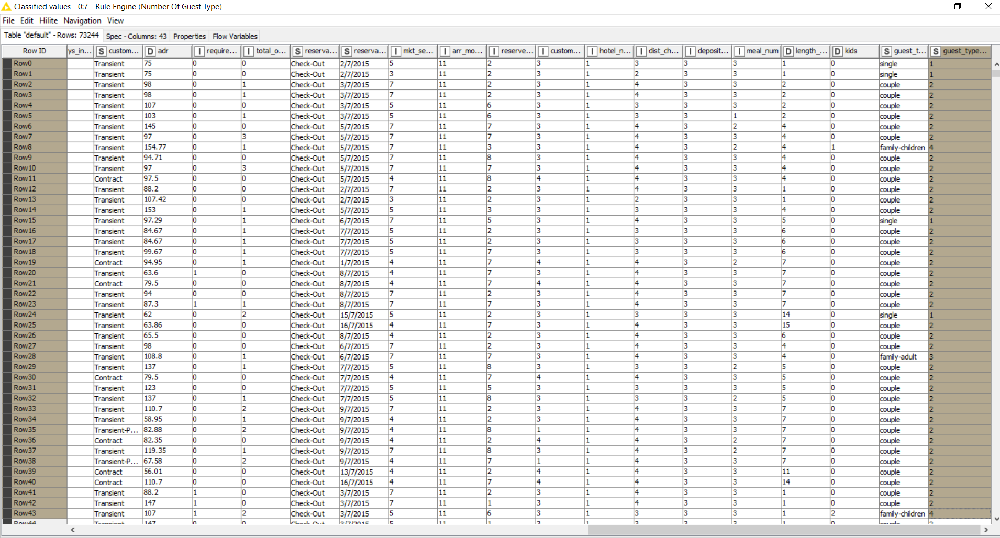 Classified values - 0:7 - Rule Engine (Number Of Guest Type)
File Edit Hilite Navigation View
Table "default" - Rows: 73244 Spec - Columns: 43 Properties Flow Variables
Row ID ys_in... S custom... D adr I require... I total_o... S reserva... S reserva... I mkt_se... I arr_mo... I reserve... I custom... I hotel_n... I dist_ch... I deposit... I meal_num D length_... D kids S guest_t... S guest_type...
Row0 Transient 75 0 0 Check-Out 2/7/2015 5 11 2 3 1 3 3 3 1 0 single 1
Row1 Transient 75 0 0 Check-Out 2/7/2015 3 11 2 3 1 2 3 3 1 0 single 1
Row2 Transient 98 0 1 Check-Out 3/7/2015 7 11 2 3 1 4 3 3 2 0 couple 2
Row3 Transient 98 0 1 Check-Out 3/7/2015 7 11 2 3 1 4 3 3 2 0 couple 2
Row4 Transient 107 0 0 Check-Out 3/7/2015 5 11 6 3 1 3 3 3 2 0 couple 2
Row5 Transient 103 0 1 Check-Out 3/7/2015 5 11 6 3 1 3 3 1 2 0 couple 2
Row6 Transient 145 0 0 Check-Out 5/7/2015 7 11 7 3 1 4 3 2 4 0 couple 2
Row7 Transient 97 0 3 Check-Out 5/7/2015 7 11 7 3 1 4 3 3 4 0 couple 2
Row8 Transient 154.77 0 1 Check-Out 5/7/2015 7 11 3 3 1 4 3 2 4 1 family-children 4
Row9 Transient 94.71 0 0 Check-Out 5/7/2015 7 11 8 3 1 4 3 3 4 0 couple 2
Row10 Transient 97 0 3 Check-Out 5/7/2015 7 11 7 3 1 4 3 3 4 0 couple 2
Row11 Contract 97.5 0 0 Check-Out 5/7/2015 4 11 8 4 1 4 3 3 4 0 couple 2
Row12 Transient 88.2 0 0 Check-Out 2/7/2015 7 11 2 3 1 4 3 3 1 0 couple 2
Row13 Transient 107.42 0 0 Check-Out 2/7/2015 3 11 2 3 1 2 3 3 1 0 couple 2
Row14 Transient 153 0 1 Check-Out 5/7/2015 5 11 3 3 1 3 3 3 4 0 couple 2
Row15 Transient 97.29 0 1 Check-Out 6/7/2015 7 11 5 3 1 4 3 3 5 0 single 1
Row16 Transient 84.67 0 1 Check-Out 7/7/2015 5 11 2 3 1 3 3 3 6 0 couple 2
Row17 Transient 84.67 0 1 Check-Out 7/7/2015 5 11 2 3 1 3 3 3 6 0 couple 2
Row18 Transient 99.67 0 1 Check-Out 7/7/2015 5 11 7 3 1 3 3 3 6 0 couple 2
Row19 Contract 94.95 0 1 Check-Out 1/7/2015 4 11 7 4 1 4 3 2 7 0 couple 2
Row20 Transient 63.6 1 0 Check-Out 8/7/2015 4 11 7 3 1 4 3 3 7 0 couple 2
Row21 Contract 79.5 0 0 Check-Out 8/7/2015 4 11 7 4 1 4 3 3 7 0 couple 2
Row22 Transient 94 0 0 Check-Out 8/7/2015 7 11 2 3 1 4 3 3 7 0 couple 2
Row23 Transient 87.3 1 1 Check-Out 8/7/2015 7 11 7 3 1 4 3 3 7 0 couple 2
Row24 Transient 62 0 2 Check-Out 15/7/2015 5 11 2 3 1 3 3 3 14 0 single 1
Row25 Transient 63.86 0 0 Check-Out 16/7/2015 4 11 7 3 1 4 3 3 15 0 couple 2
Row26 Transient 65.5 0 0 Check-Out 8/7/2015 4 11 2 3 1 4 3 3 6 0 couple 2
Row27 Transient 98 0 0 Check-Out 6/7/2015 7 11 2 3 1 4 3 3 4 0 couple 2
Row28 Transient 108.8 0 1 Check-Out 6/7/2015 7 11 7 3 1 4 3 3 4 0 family-adult 3
Row29 Transient 137 0 1 Check-Out 7/7/2015 5 11 8 3 1 3 3 2 5 0 couple 2
Row30 Contract 79.5 0 0 Check-Out 7/7/2015 4 11 7 4 1 4 3 3 5 0 couple 2
Row31 Transient 123 0 0 Check-Out 7/7/2015 5 11 5 3 1 3 3 3 5 0 couple 2
Row32 Transient 137 0 1 Check-Out 7/7/2015 5 11 8 3 1 3 3 2 5 0 couple 2
Row33 Transient 110.7 0 2 Check-Out 9/7/2015 7 11 2 3 1 4 3 3 7 0 couple 2
Row34 Transient 58.95 0 1 Check-Out 9/7/2015 4 11 2 3 1 4 3 3 7 0 couple 2
Row35 Transient-P... 82.88 0 2 Check-Out 9/7/2015 4 11 8 1 1 4 3 3 7 0 couple 2
Row36 Contract 82.35 0 0 Check-Out 9/7/2015 4 11 2 4 1 4 3 2 7 0 couple 2
Row37 Transient 119.35 0 1 Check-Out 9/7/2015 7 11 8 3 1 4 3 2 7 0 couple 2
Row38 Transient-P... 67.58 0 2 Check-Out 9/7/2015 4 11 7 1 1 4 3 3 7 0 couple 2
Row39 Contract 56.01 0 0 Check-Out 13/7/2015 4 11 2 4 1 4 3 3 11 0 couple 2
Row40 Contract 110.7 0 0 Check-Out 16/7/2015 4 11 7 4 1 4 3 3 14 0 couple 2
Row41 Transient 88.2 1 0 Check-Out 3/7/2015 7 11 2 3 1 4 3 3 1 0 couple 2
Row42 Transient 147 1 0 Check-Out 3/7/2015 7 11 1 3 1 4 3 3 1 0 couple 2
Row43 Transient 107 1 2 Check-Out 3/7/2015 5 11 6 3 1 3 3 3 1 2 family-children 4
Row44 Transient 147 0 0 Check-Out 3/7/2015 5 11 1 3 1 3 3 3 1 0 couple 2